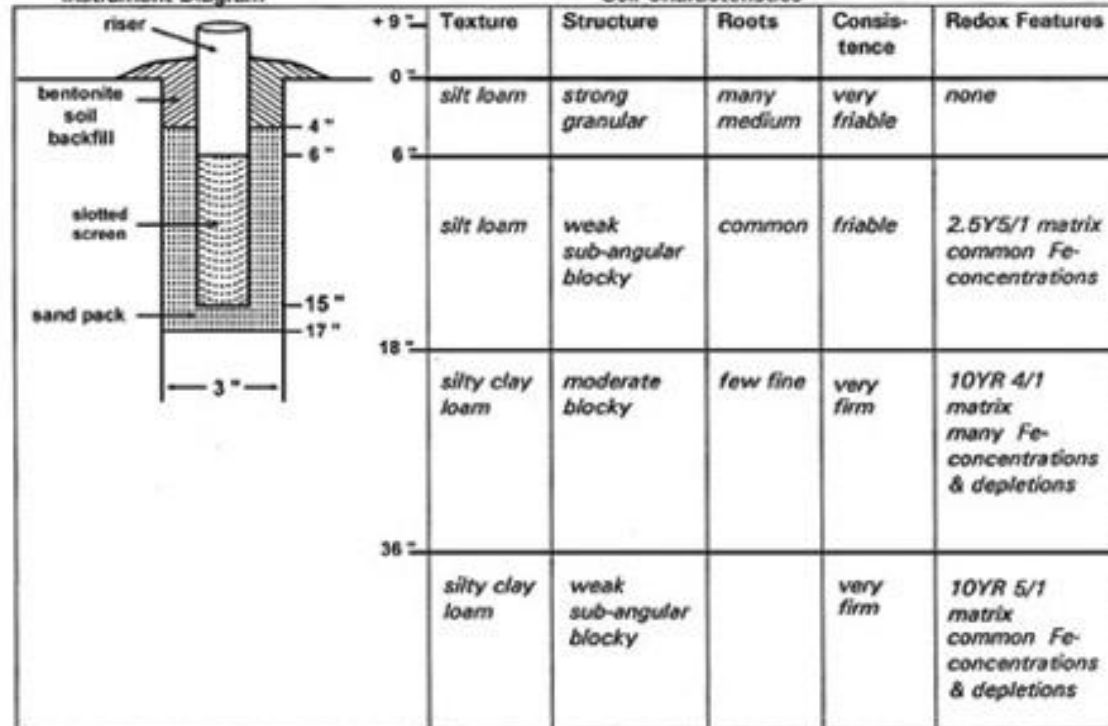 Instrument Diagram
Soil Characteristics
riser
+ 9"
Texture
Structure
Roots
Consis-
tence
Redox Features
0"
bentonite
soil
backfill
4"
6"
slotted
screen
15"
sand pack
17"
3"
silt loam
strong
granular
many
medium
very
friable
none
6"
silt loam
weak
sub-angular
blocky
common
friable
2.5Y5/1 matrix
common Fe-
concentrations
18"
silty clay
loam
moderate
blocky
few fine
very
firm
10YR 4/1
matrix
many Fe-
concentrations
& depletions
36"
silty clay
loam
weak
sub-angular
blocky
very
firm
10YR 5/1
matrix
common Fe-
concentrations
& depletions